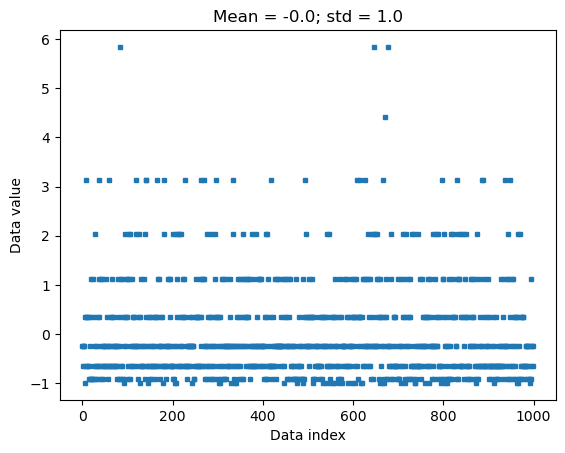 Mean = -0.0; std = 1.0
Data value
6
5
4
3
2
1
0
−1
0 200 400 600 800 1000
Data index